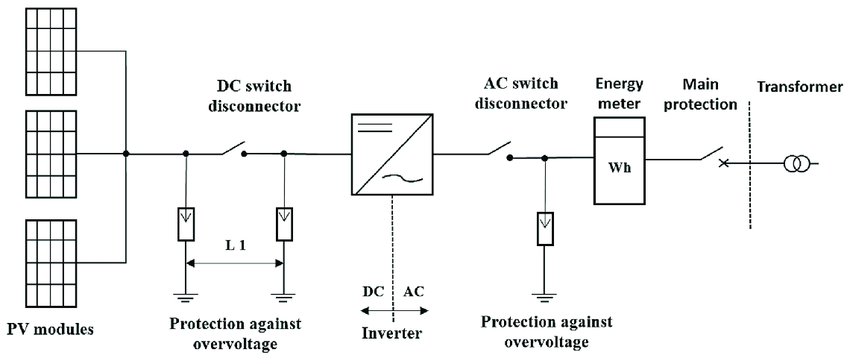 DC switch
disconnector
AC switch
disconnector
Energy
meter
Main
protection
Transformer
Wh
L 1
DC
AC
Inverter
PV modules
Protection against
overvoltage
Protection against
overvoltage